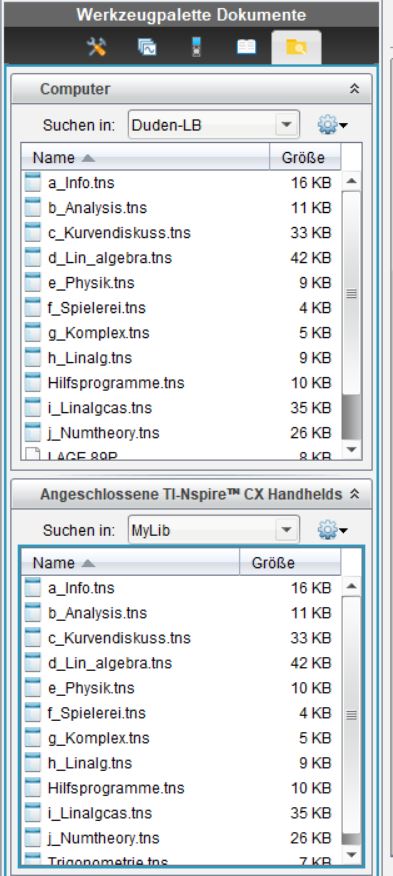 Werkzeugpalette Dokumente
Computer
Suchen in: Duden-LB
Name Größe
a_Info.tns 16 KB
b_Analysis.tns 11 KB
c_Kurvendiskuss.tns 33 KB
d_Lin_algebra.tns 42 KB
e_Physik.tns 9 KB
f_Spielerei.tns 4 KB
g_Komplex.tns 5 KB
h_Linalg.tns 9 KB
Hilfsprogramme.tns 10 KB
i_Linalgcas.tns 35 KB
j_Numtheory.tns 26 KB
LAGE.89P 8 KB
Angeschlossene TI-Nspire™ CX Handhelds
Suchen in: MyLib
Name Größe
a_Info.tns 16 KB
b_Analysis.tns 11 KB
c_Kurvendiskuss.tns 33 KB
d_Lin_algebra.tns 42 KB
e_Physik.tns 10 KB
f_Spielerei.tns 4 KB
g_Komplex.tns 5 KB
h_Linalg.tns 9 KB
Hilfsprogramme.tns 10 KB
i_Linalgcas.tns 35 KB
j_Numtheory.tns 26 KB
Trigonometrie.tns 7 KB